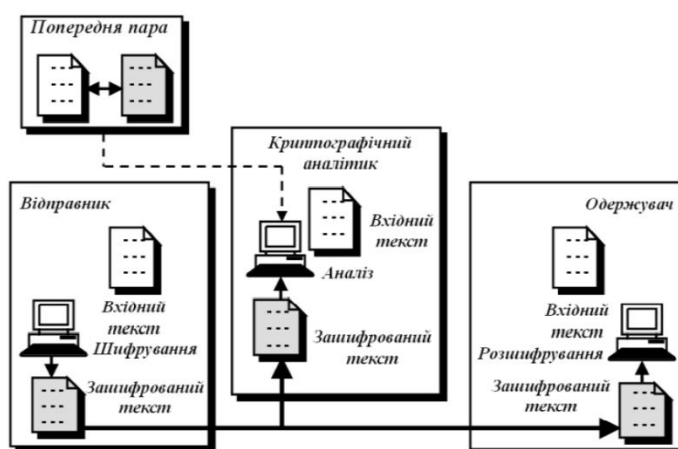 Попередня пара
Криптографічний
аналітик
Вхідний
текст
Аналіз
Зашифрований
текст
Відправник
Вхідний
текст
Шифрування
Зашифрований
текст
Одержувач
Вхідний
текст
Розшифрування
Зашифрований
текст